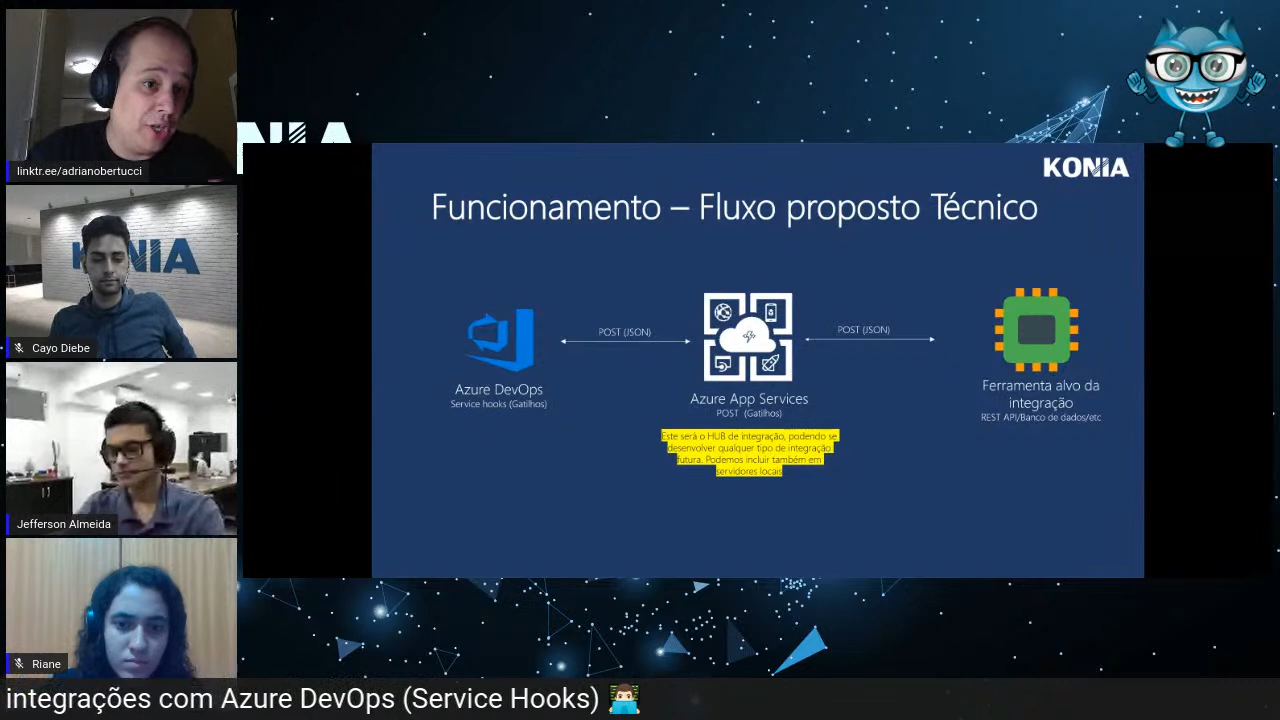 linktr.ee/adrianobertucci
Cayo Diebe
Jefferson Almeida
Riane
KONIA
Funcionamento – Fluxo proposto Técnico
POST (JSON)
POST (JSON)
Azure DevOps
Service hooks (Gatilhos)
Azure App Services
POST (Gatilhos)
Este será o HUB de integração, podendo se
desenvolver qualquer tipo de integração
futura. Podemos incluir também em
servidores locais
Ferramenta alvo da
integração
REST API/Banco de dados/etc
integrações com Azure DevOps (Service Hooks)